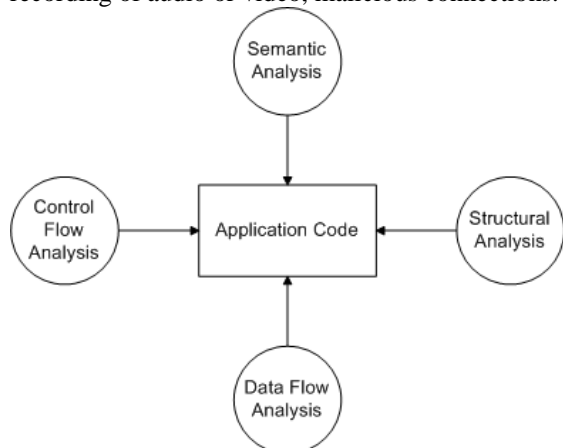 recording of audio or video, malicious connections.
Semantic
Analysis
Control
Flow
Analysis
Application Code
Structural
Analysis
Data Flow
Analysis